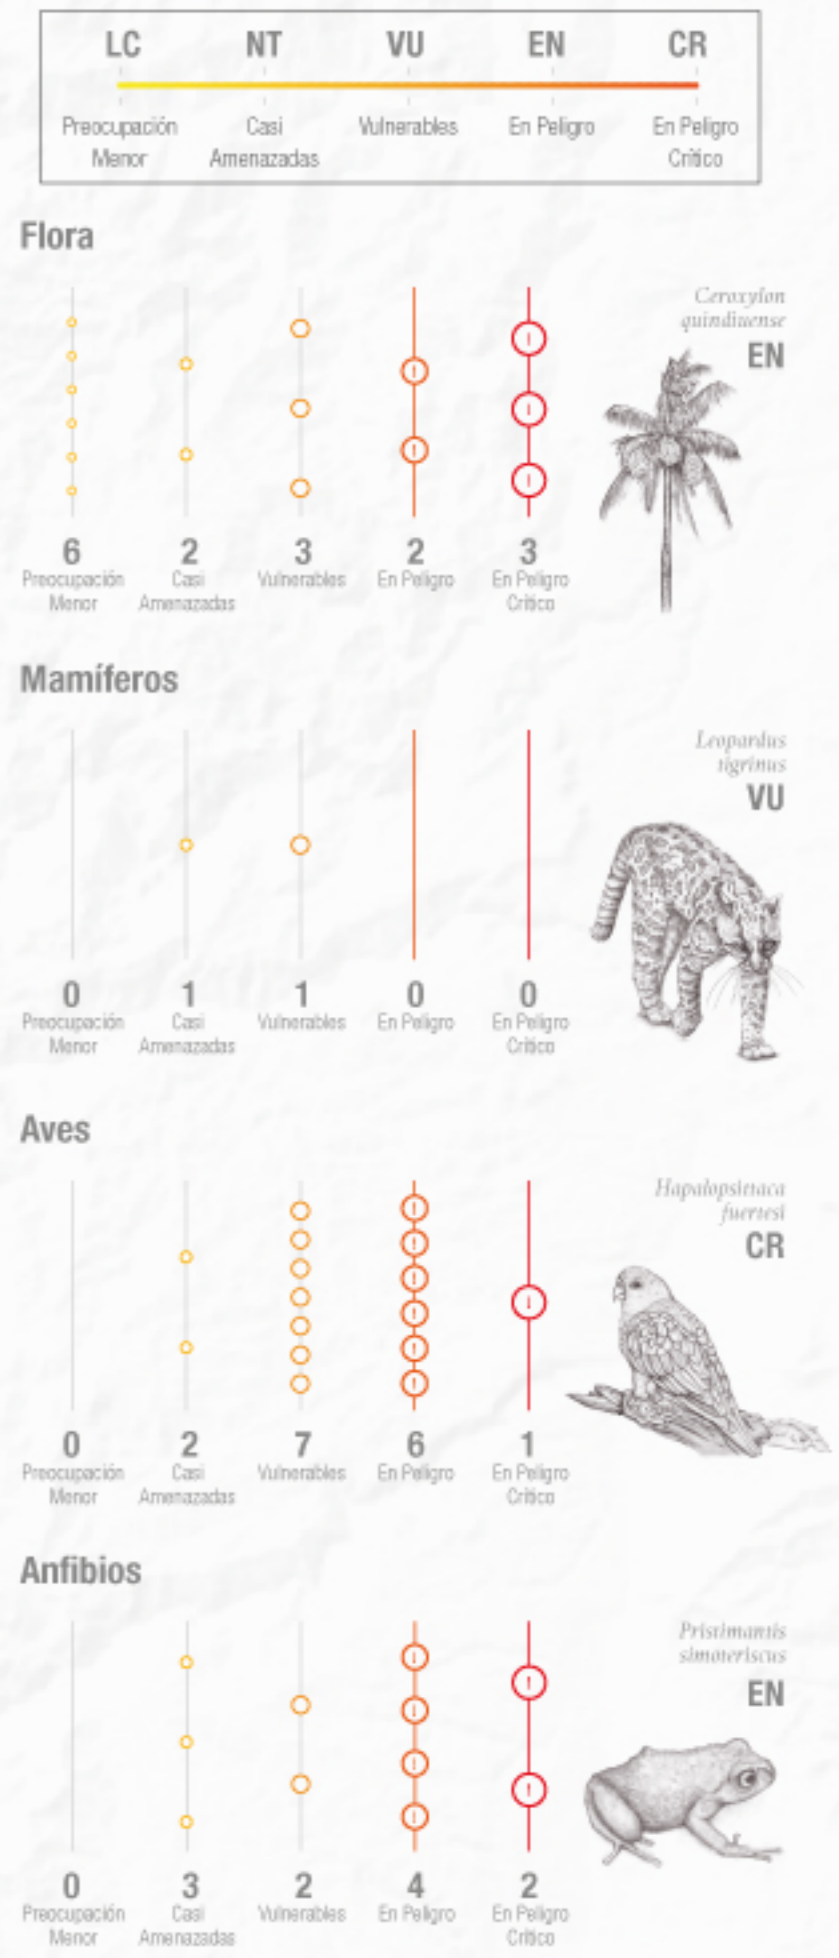 LC NT VU EN CR
Preocupación Casi Vulnerables En Peligro En Peligro
Menor Amenazadas Crítico
Flora
Ceroxylon
quindiuense
EN
6 2 3 2 3
Preocupación Casi Vulnerables En Peligro En Peligro
Menor Amenazadas Crítico
Mamíferos
Leopardus
tigrinus
VU
0 1 1 0 0
Preocupación Casi Vulnerables En Peligro En Peligro
Menor Amenazadas Crítico
Aves
Hapalopsittaca
fuertesi
CR
0 2 7 6 1
Preocupación Casi Vulnerables En Peligro En Peligro
Menor Amenazadas Crítico
Anfibios
Pristimantis
simoteriscus
EN
0 3 2 4 2
Preocupación Casi Vulnerables En Peligro En Peligro
Menor Amenazadas Crítico